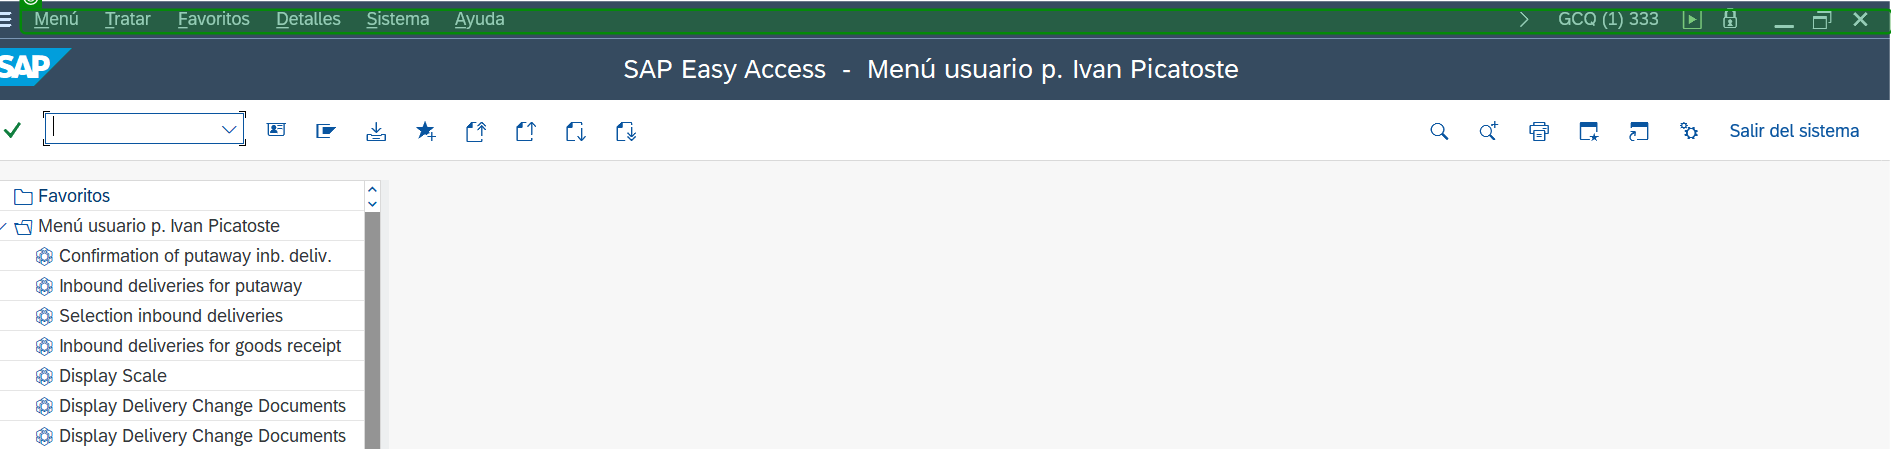 Menú Tratar Favoritos Detalles Sistema Ayuda GCQ (1) 333
SAP SAP Easy Access - Menú usuario p. Ivan Picatoste
Salir del sistema
Favoritos
Menú usuario p. Ivan Picatoste
Confirmation of putaway inb. deliv.
Inbound deliveries for putaway
Selection inbound deliveries
Inbound deliveries for goods receipt
Display Scale
Display Delivery Change Documents
Display Delivery Change Documents